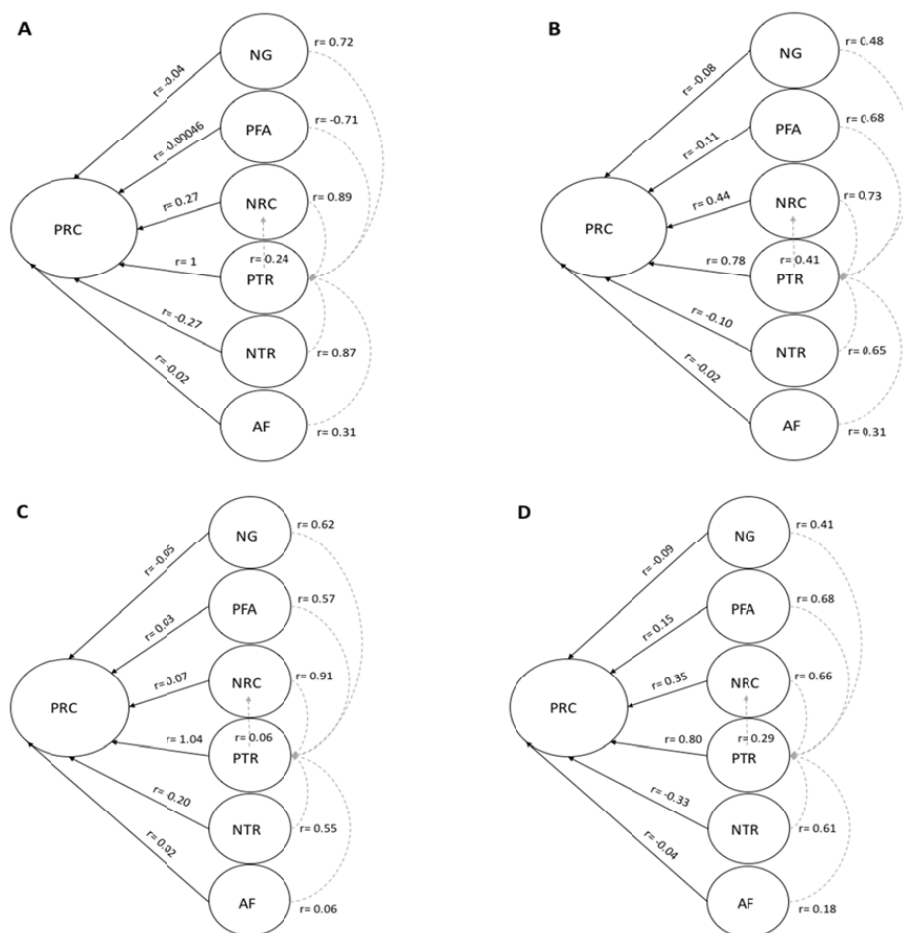 A
NG
r= 0.72
r= -0.04
PFA
r= -0.71
r= -0.00046
NRC
r= 0.89
r= 0.27
PRC
r= 0.24
PTR
r= 1
NTR
r= 0.87
r= -0.27
AF
r= 0.31
r= -0.02
B
NG
r= 0.48
r= -0.08
PFA
r= 0.68
r= -0.11
NRC
r= 0.73
r= 0.44
PRC
r= 0.41
PTR
r= 0.78
NTR
r= 0.65
r= -0.10
AF
r= 0.31
r= -0.02
C
NG
r= 0.62
r= -0.05
PFA
r= 0.57
r= 0.03
NRC
r= 0.91
r= 0.07
PRC
r= 0.06
PTR
r= 1.04
NTR
r= 0.55
r= 0.20
AF
r= 0.06
D
NG
r= 0.41
r= -0.09
PFA
r= 0.68
r= 0.15
NRC
r= 0.66
r= 0.35
PRC
r= 0.29
PTR
r= 0.80
NTR
r= 0.61
r= -0.33
AF
r= 0.18
r= -0.04